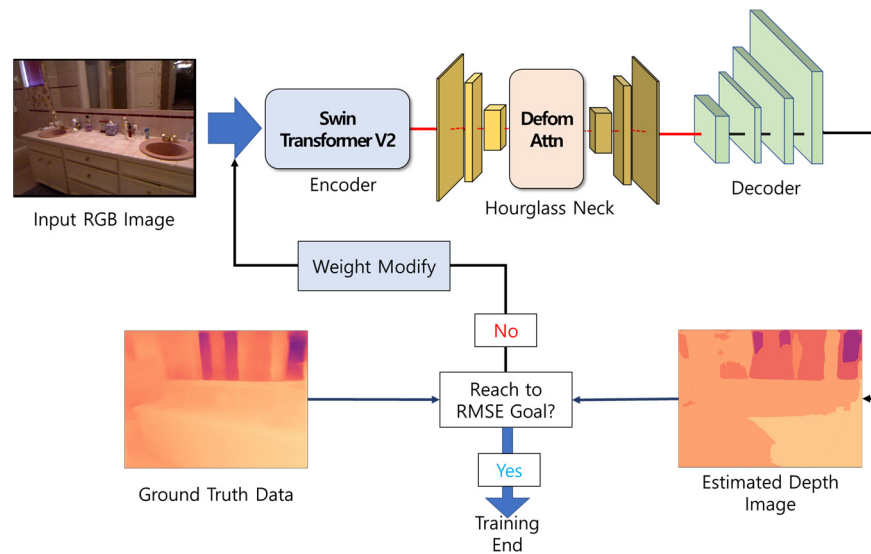 Swin
Transformer V2
Encoder
Defom
Attn
Hourglass Neck
Decoder
Input RGB Image
Weight Modify
No
Reach to
RMSE Goal?
Yes
Training
End
Ground Truth Data
Estimated Depth
Image